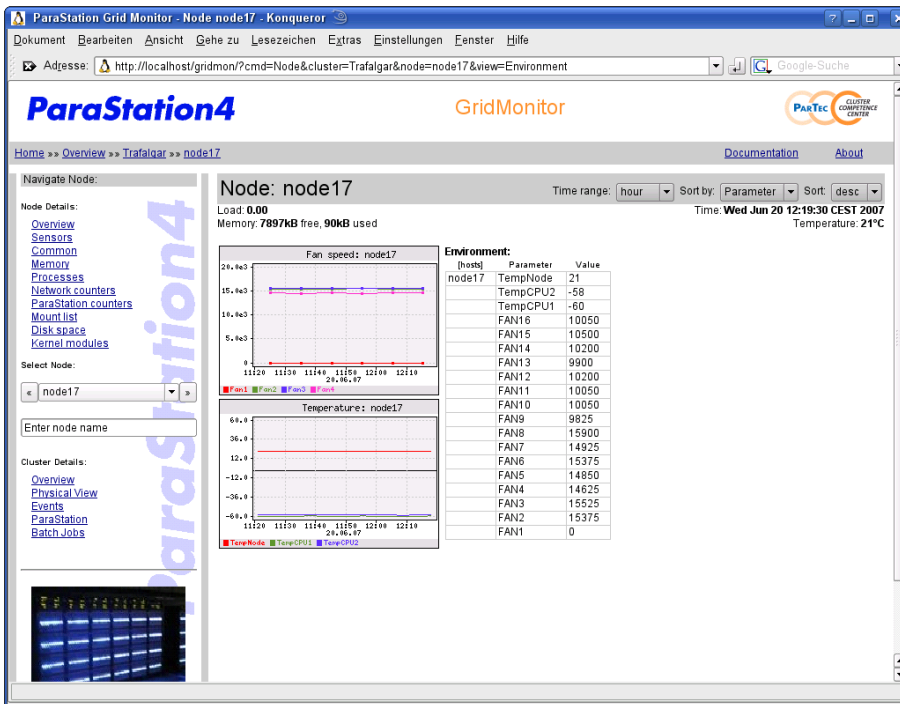 ParaStation Grid Monitor - Node node17 - Konqueror
Dokument Bearbeiten Ansicht Gehe zu Lesezeichen Extras Einstellungen Fenster Hilfe
Adresse: http://localhost/gridmon/?cmd=Node&cluster=Trafalgar&node=node17&view=Environment Google-Suche
ParaStation4 GridMonitor PARTEC CLUSTER COMPETENCE CENTER
Home »» Overview »» Trafalgar »» node17 Documentation About
Navigate Node:
Node Details:
Overview
Sensors
Common
Memory
Processes
Network counters
ParaStation counters
Mount list
Disk space
Kernel modules
Select Node:
« node17 »
Enter node name
Cluster Details:
Overview
Physical View
Events
ParaStation
Batch Jobs
ParaStation4
Node: node17 Time range: hour Sort by: Parameter Sort: desc
Load: 0.00 Time: Wed Jun 20 12:19:30 CEST 2007
Memory: 7897kB free, 90kB used Temperature: 21°C
Fan speed: node17
20.0e3
15.0e3
10.0e3
5.0e3
0
11:20 11:30 11:40 11:50 12:00 12:10
20.06.07
Fan1 Fan2 Fan3 Fan4
Temperature: node17
60.0
36.0
12.0
-12.0
-36.0
-60.0
11:20 11:30 11:40 11:50 12:00 12:10
20.06.07
TempNode TempCPU1 TempCPU2
Environment:
[hosts] Parameter Value
node17 TempNode 21
TempCPU2 -58
TempCPU1 -60
FAN16 10050
FAN15 10500
FAN14 10200
FAN13 9900
FAN12 10200
FAN11 10050
FAN10 10050
FAN9 9825
FAN8 15900
FAN7 14925
FAN6 15375
FAN5 14850
FAN4 14625
FAN3 15525
FAN2 15375
FAN1 0